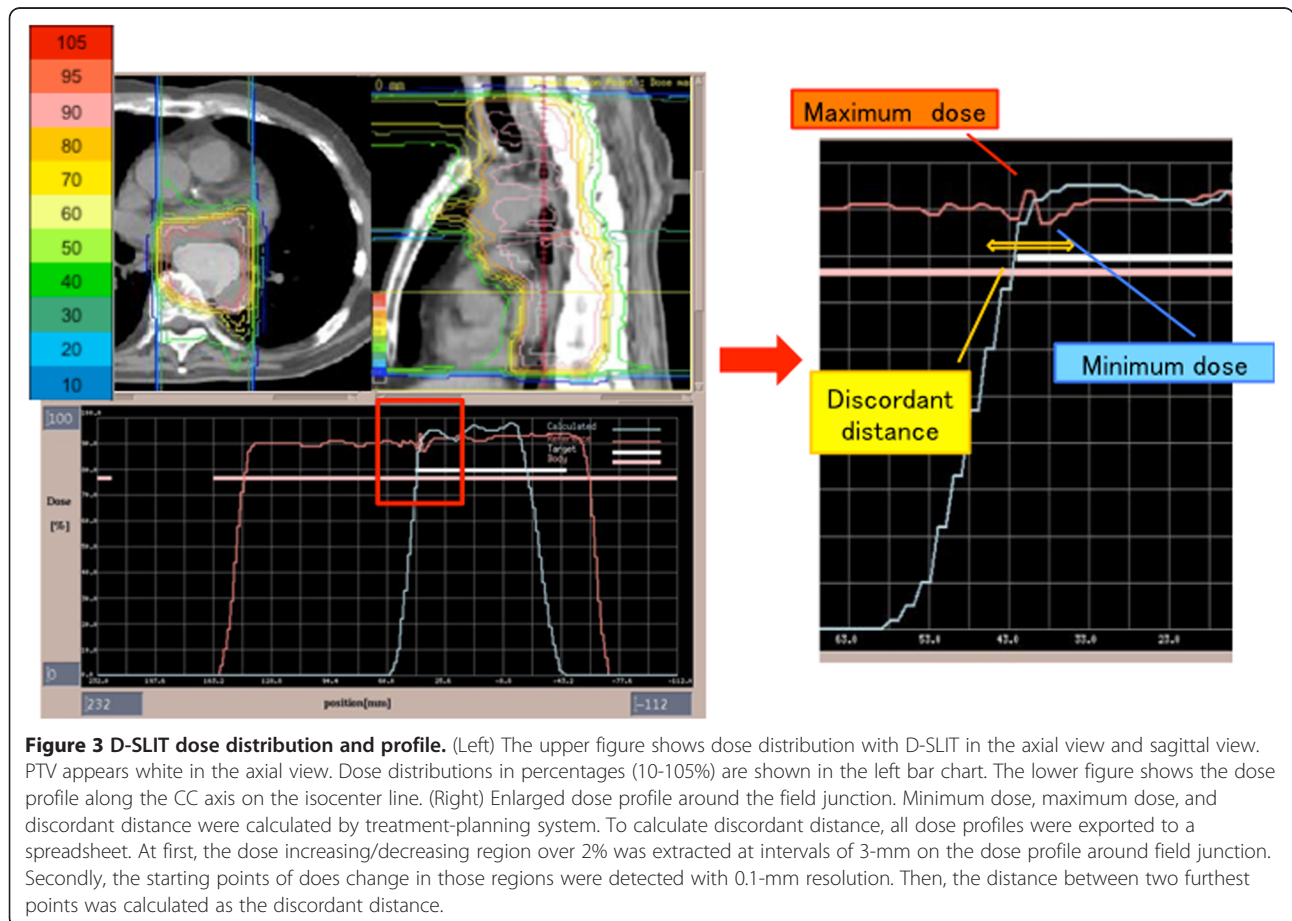 105
95
90
80
70
60
50
40
30
20
10
0 mm
Point : Dose
Maximum dose
Minimum dose
Discordant
distance
63.0 53.0 43.0 33.0 23.0
100
100.0
Calculated
Reference
Target
Body
Dose
[%]
0
232
position[mm]
-112
Figure 3 D-SLIT dose distribution and profile. (Left) The upper figure shows dose distribution with D-SLIT in the axial view and sagittal view.
PTV appears white in the axial view. Dose distributions in percentages (10-105%) are shown in the left bar chart. The lower figure shows the dose
profile along the CC axis on the isocenter line. (Right) Enlarged dose profile around the field junction. Minimum dose, maximum dose, and
discordant distance were calculated by treatment-planning system. To calculate discordant distance, all dose profiles were exported to a
spreadsheet. At first, the dose increasing/decreasing region over 2% was extracted at intervals of 3-mm on the dose profile around field junction.
Secondly, the starting points of does change in those regions were detected with 0.1-mm resolution. Then, the distance between two furthest
points was calculated as the discordant distance.